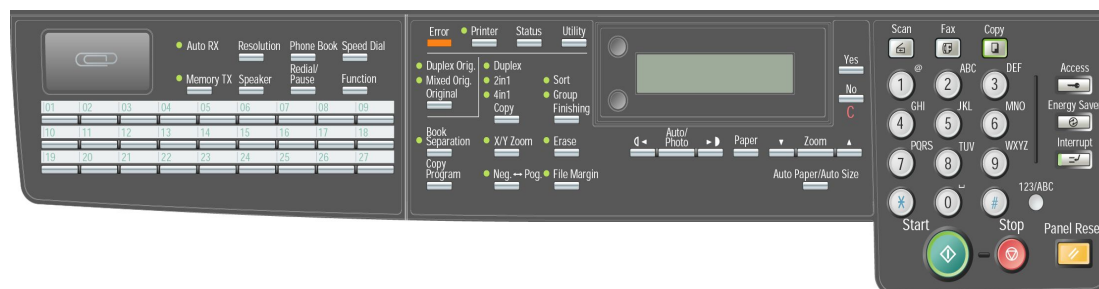 Auto RX Resolution Phone Book Speed Dial
Memory TX Speaker Redial/
Pause Function
01 02 03 04 05 06 07 08 09
10 11 12 13 14 15 16 17 18
19 20 21 22 23 24 25 26 27
Error Printer Status Utility
Duplex Orig. Duplex
Mixed Orig. 2in1 Sort
Original 4in1 Group
Copy Finishing
Book
Separation X/Y Zoom Erase
Copy
Program Neg. ↔ Pog. File Margin
Yes
No
C
Auto/
Photo Paper Zoom
Auto Paper/Auto Size
Scan Fax Copy
1 @ 2 ABC 3 DEF
4 GHI 5 JKL 6 MNO
7 PQRS 8 TUV 9 WXYZ
* 0 # 123/ABC
Access
Energy Save
Interrupt
Start Stop Panel Rese